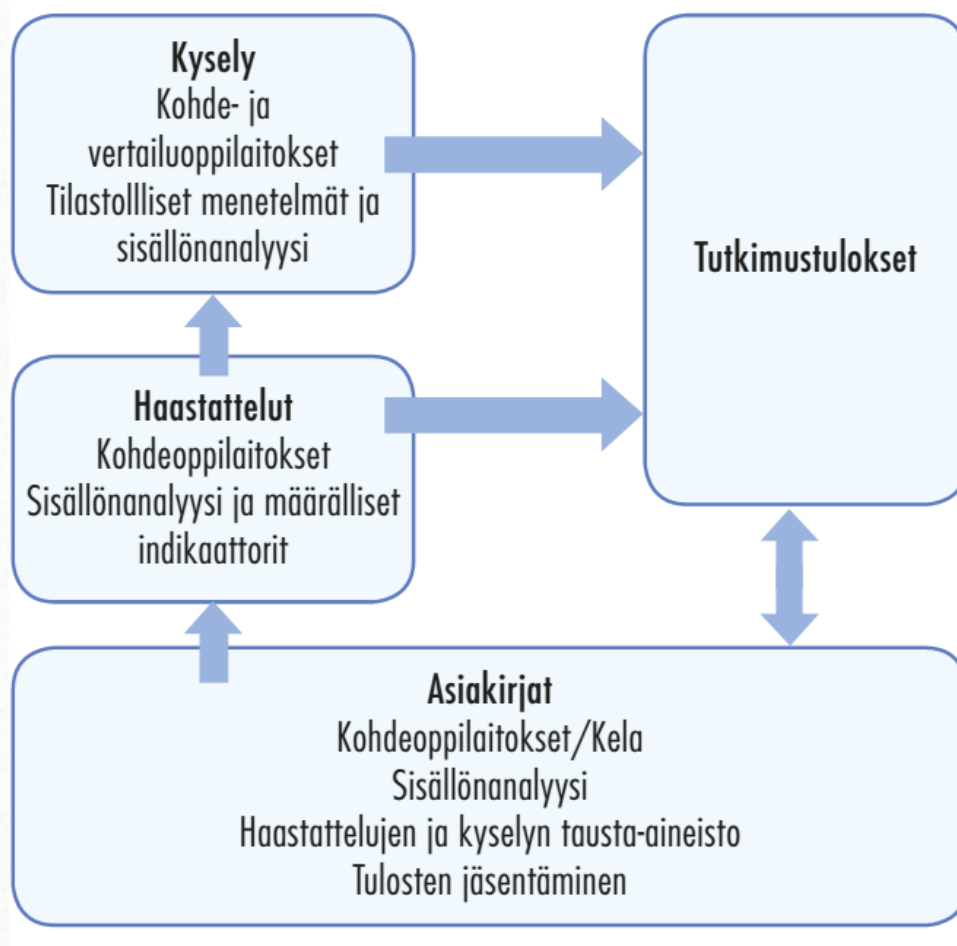 Kysely
Kohde- ja
vertailuoppilaitokset
Tilastollliset menetelmät ja
sisällönanalyysi
Tutkimustulokset
Haastattelut
Kohdeoppilaitokset
Sisällönanalyysi ja määrälliset
indikaattorit
Asiakirjat
Kohdeoppilaitokset/Kela
Sisällönanalyysi
Haastattelujen ja kyselyn tausta-aineisto
Tulosten jäsentäminen